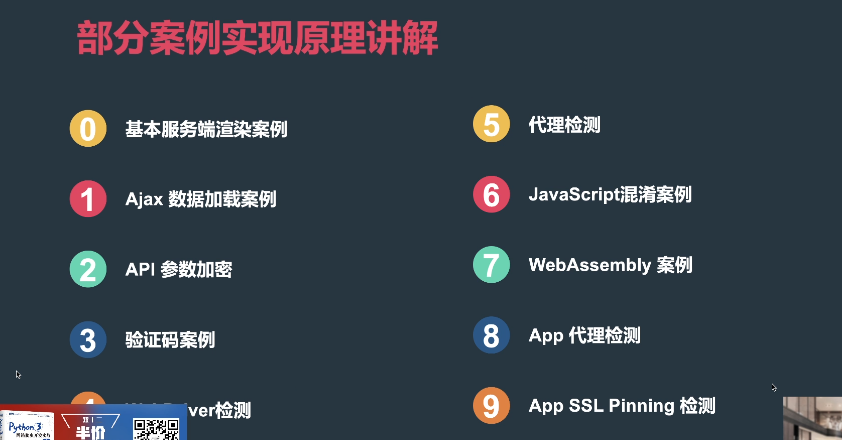 部分案例实现原理讲解
0 基本服务端渲染案例
1 Ajax 数据加载案例
2 API 参数加密
3 验证码案例
ver检测
5 代理检测
6 JavaScript混淆案例
7 WebAssembly 案例
8 App 代理检测
9 App SSL Pinning 检测
Python 3
半价